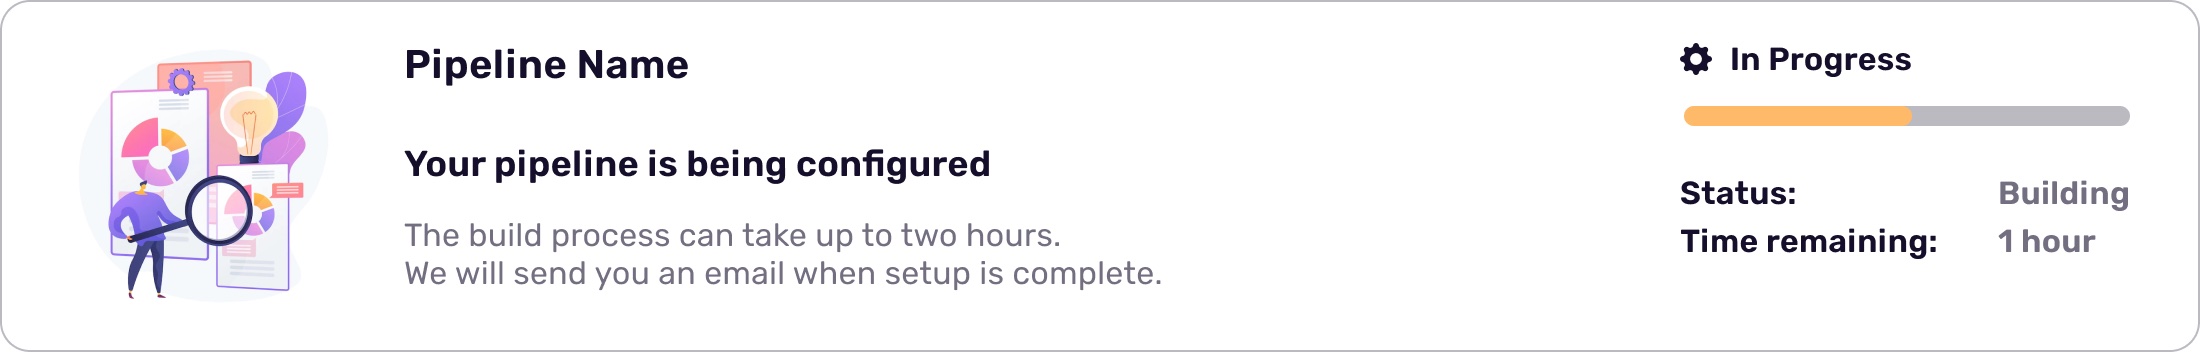 Pipeline Name
Your pipeline is being configured
The build process can take up to two hours.
We will send you an email when setup is complete.
In Progress
Status: Building
Time remaining: 1 hour